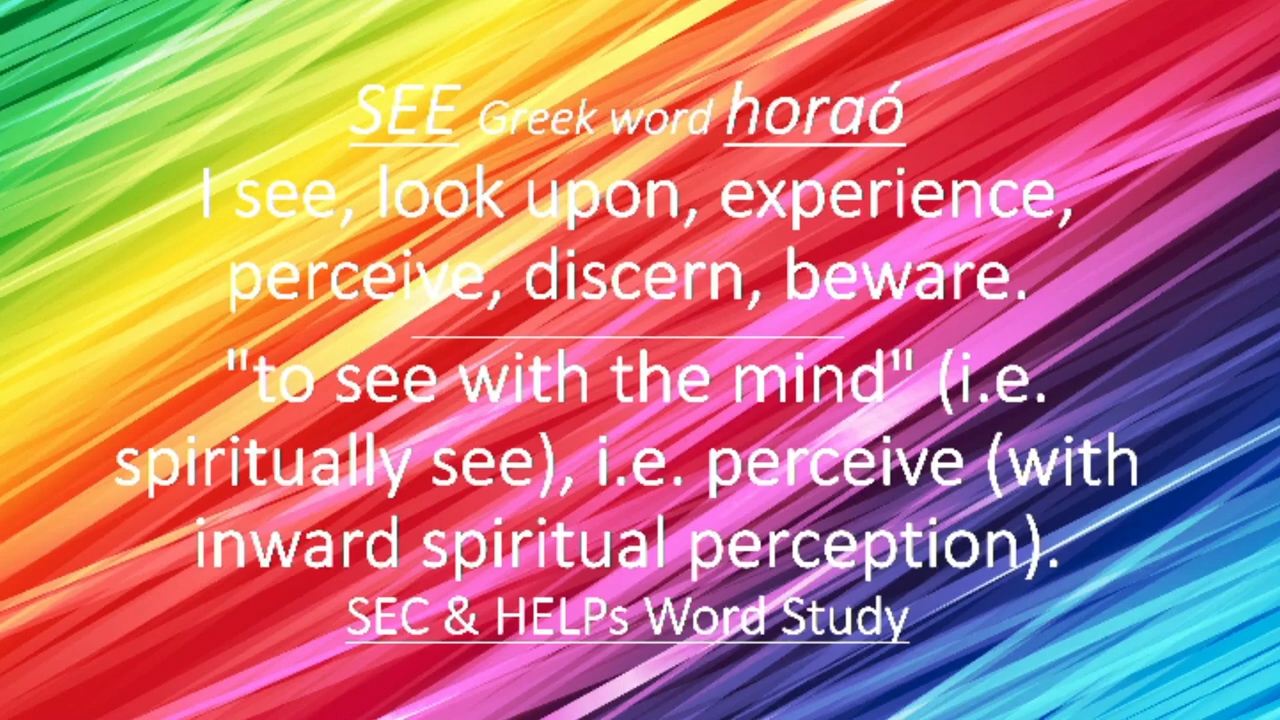 SEE Greek word horaó
I see, look upon, experience,
perceive, discern, beware.
"to see with the mind" (i.e.
spiritually see), i.e. perceive (with
inward spiritual perception).
SEC & HELPs Word Study